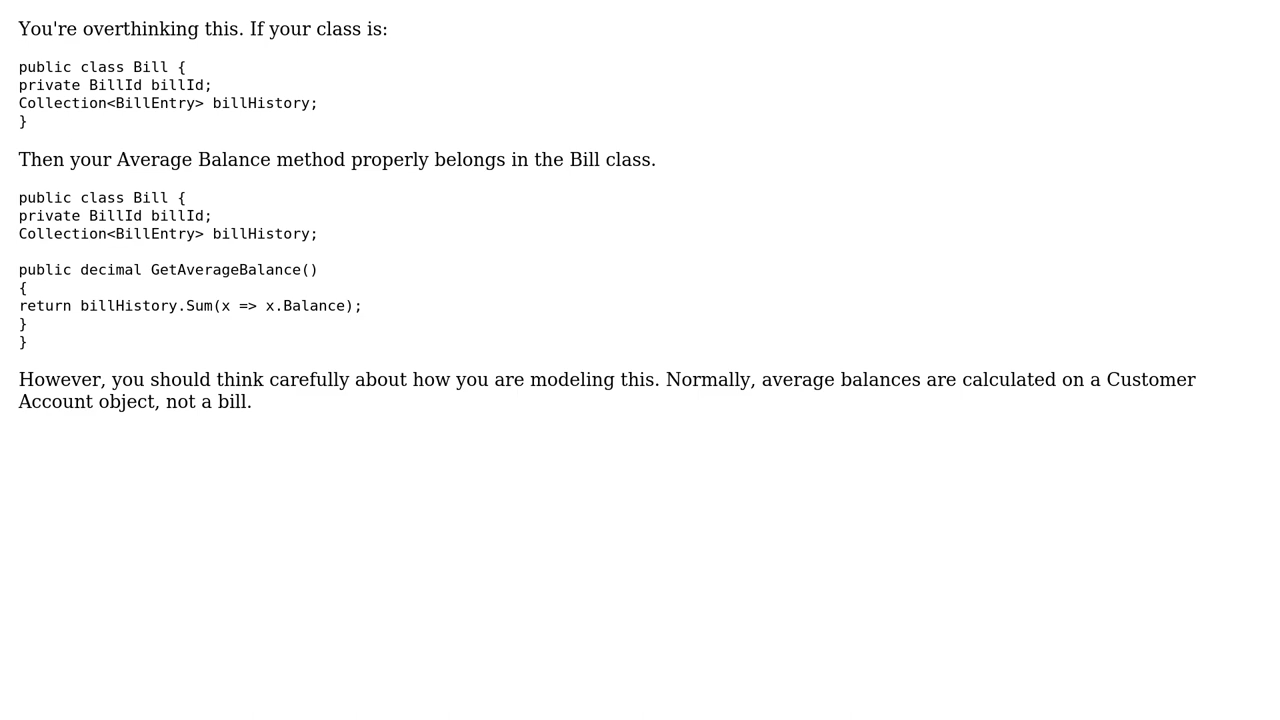 You're overthinking this. If your class is:
public class Bill {
private BillId billId;
Collection<BillEntry> billHistory;
}
Then your Average Balance method properly belongs in the Bill class.
public class Bill {
private BillId billId;
Collection<BillEntry> billHistory;
public decimal GetAverageBalance()
{
return billHistory.Sum(x => x.Balance);
}
}
However, you should think carefully about how you are modeling this. Normally, average balances are calculated on a Customer
Account object, not a bill.